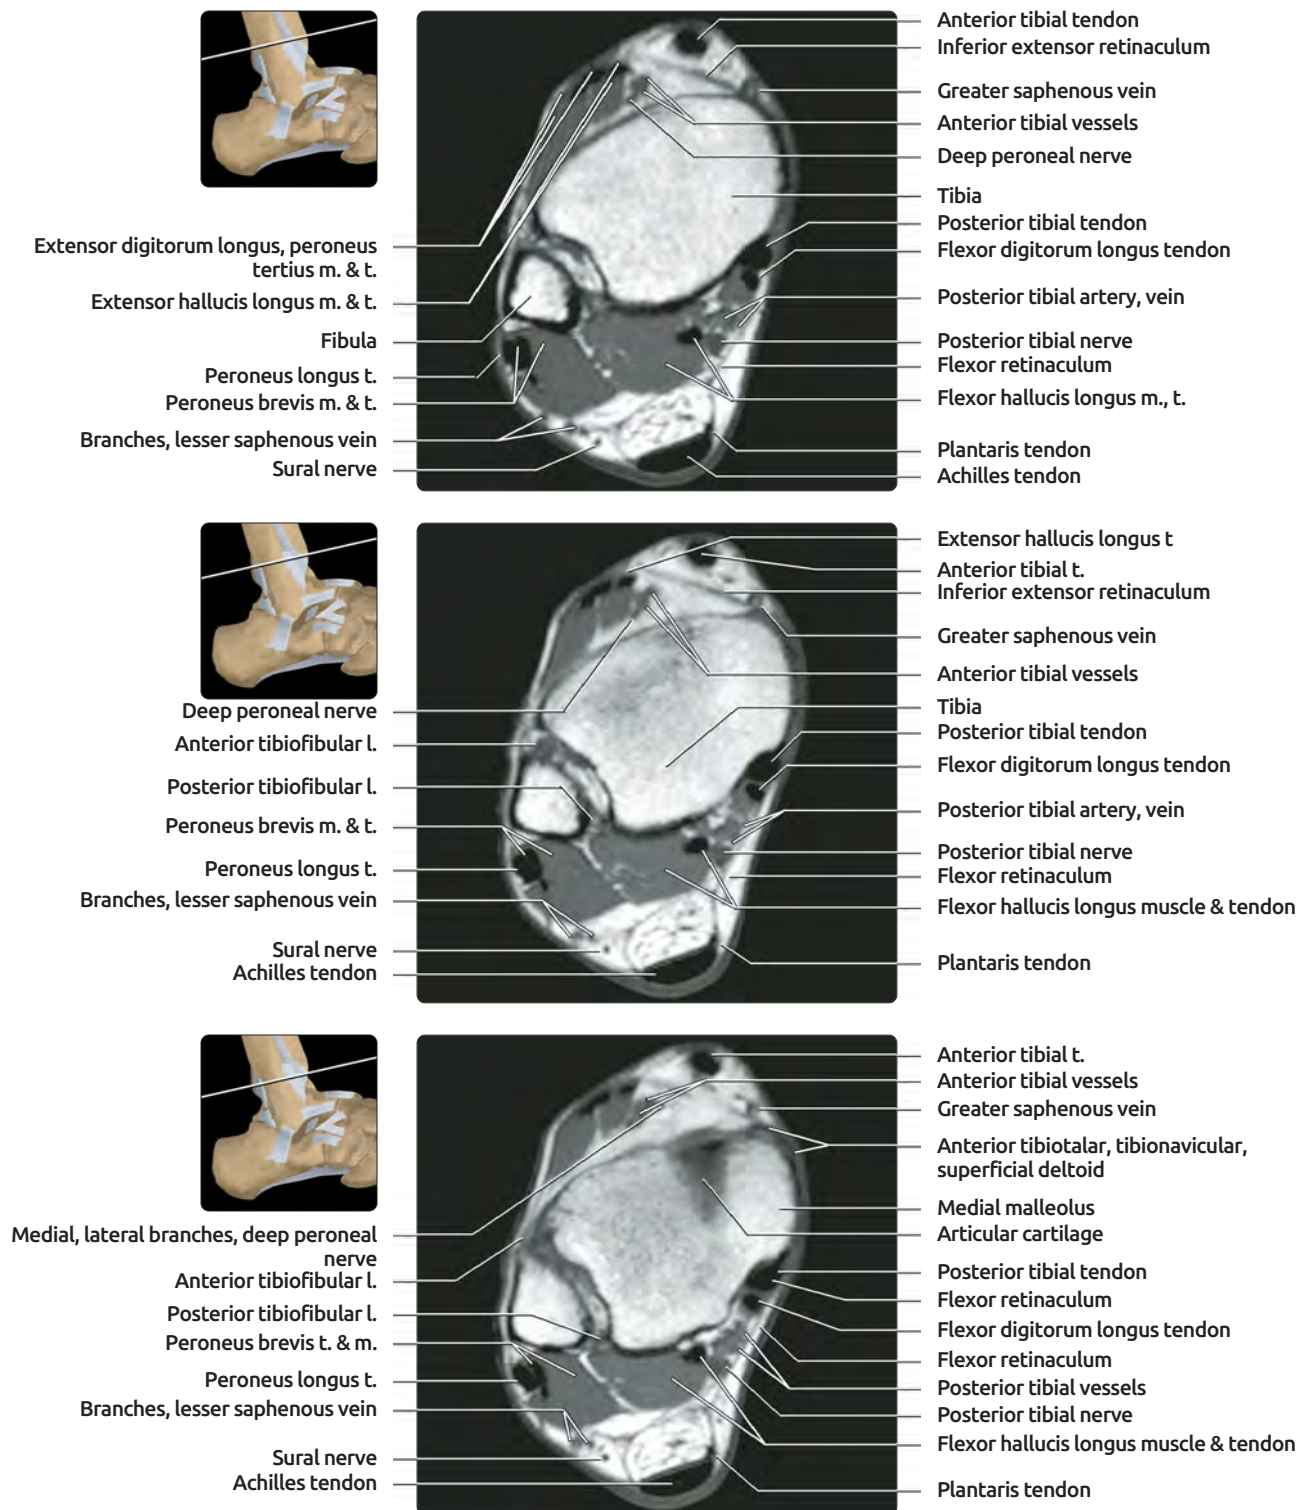 Anterior tibial tendon
Inferior extensor retinaculum
Greater saphenous vein
Anterior tibial vessels
Deep peroneal nerve
Tibia
Posterior tibial tendon
Flexor digitorum longus tendon
Posterior tibial artery, vein
Posterior tibial nerve
Flexor retinaculum
Flexor hallucis longus m., t.
Plantaris tendon
Achilles tendon
Extensor digitorum longus, peroneus
tertius m. & t.
Extensor hallucis longus m. & t.
Fibula
Peroneus longus t.
Peroneus brevis m. & t.
Branches, lesser saphenous vein
Sural nerve
Extensor hallucis longus t
Anterior tibial t.
Inferior extensor retinaculum
Greater saphenous vein
Anterior tibial vessels
Tibia
Posterior tibial tendon
Flexor digitorum longus tendon
Posterior tibial artery, vein
Posterior tibial nerve
Flexor retinaculum
Flexor hallucis longus muscle & tendon
Plantaris tendon
Deep peroneal nerve
Anterior tibiofibular l.
Posterior tibiofibular l.
Peroneus brevis m. & t.
Peroneus longus t.
Branches, lesser saphenous vein
Sural nerve
Achilles tendon
Anterior tibial t.
Anterior tibial vessels
Greater saphenous vein
Anterior tibiotalar, tibionavicular,
superficial deltoid
Medial malleolus
Articular cartilage
Posterior tibial tendon
Flexor retinaculum
Flexor digitorum longus tendon
Flexor retinaculum
Posterior tibial vessels
Posterior tibial nerve
Flexor hallucis longus muscle & tendon
Plantaris tendon
Medial, lateral branches, deep peroneal
nerve
Anterior tibiofibular l.
Posterior tibiofibular l.
Peroneus brevis t. & m.
Peroneus longus t.
Branches, lesser saphenous vein
Sural nerve
Achilles tendon